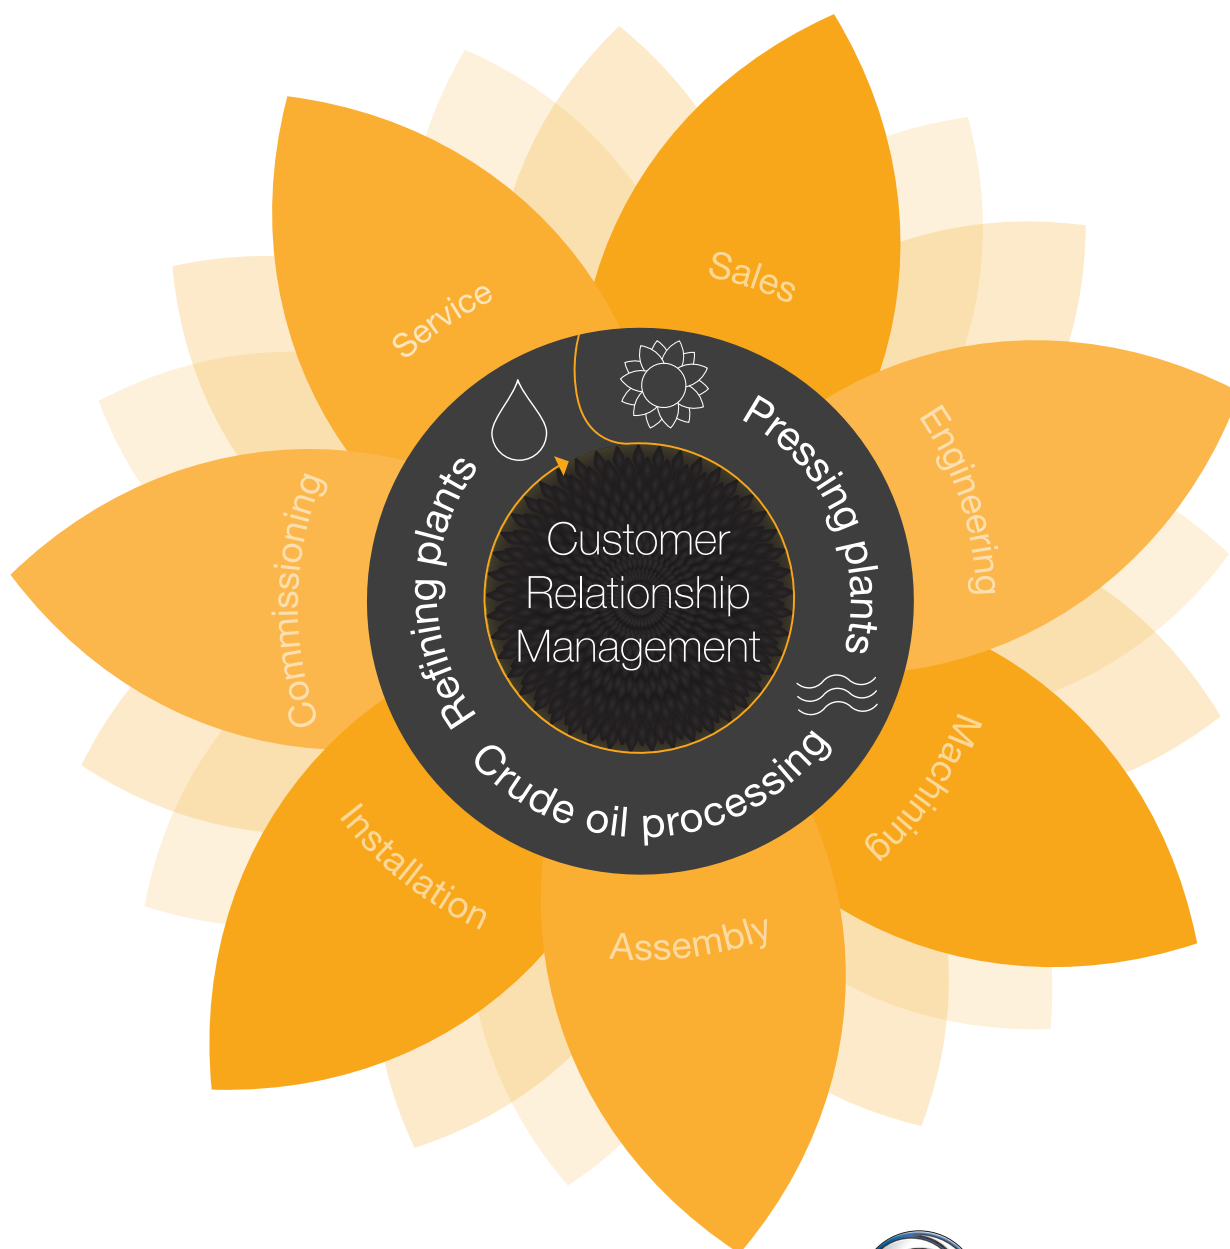 Sales
Engineering
Machining
Assembly
Installation
Commissioning
Service
Pressing plants
Crude oil processing
Refining plants
Customer
Relationship
Management